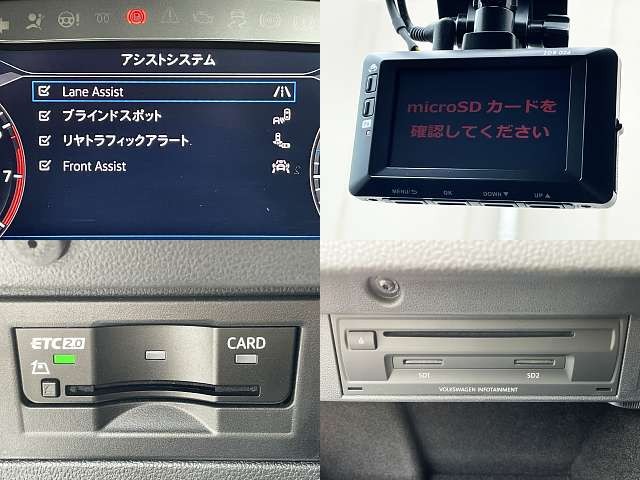 アシストシステム
Lane Assist
ブラインドスポット
リヤトラフィックアラート
Front Assist
7
microSD カードを
確認してください
MENU OK DOWN▼ UP▲
ETC2.0
CARD
SD1 SD2
VOLKSWAGEN INFOTAINMENT